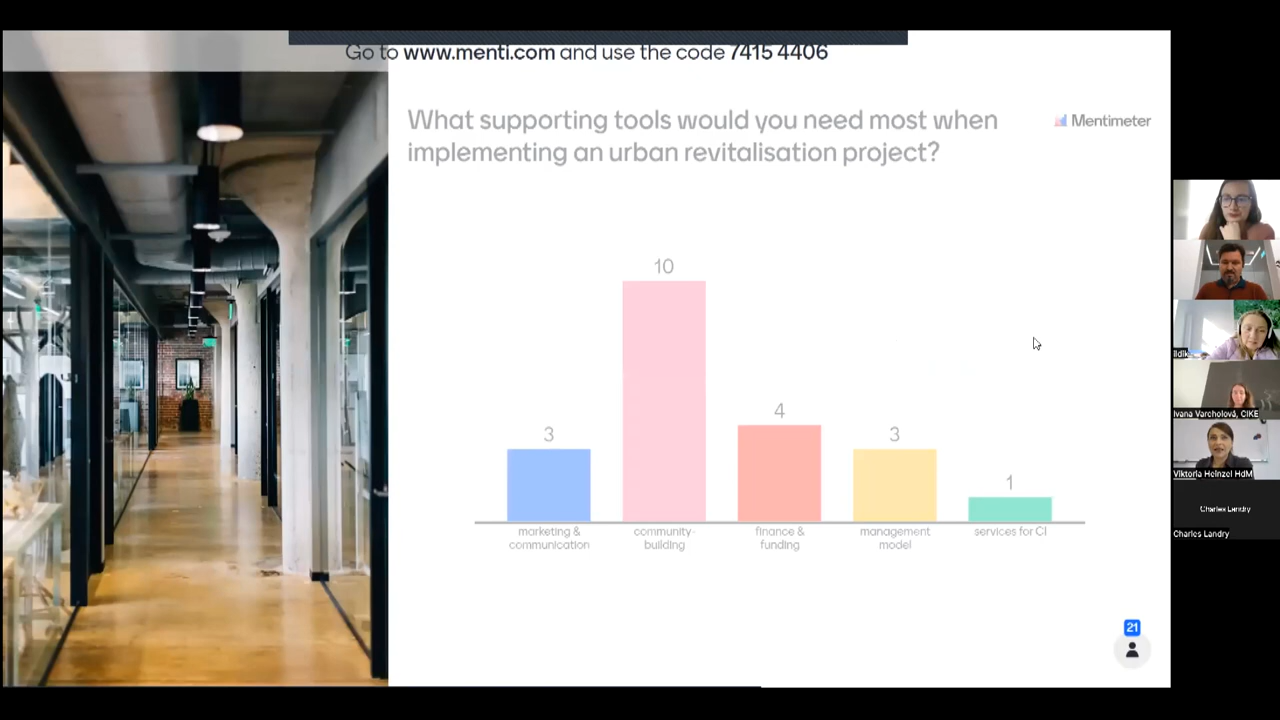 Go to www.menti.com and use the code 7415 4406
What supporting tools would you need most when
implementing an urban revitalisation project?
Mentimeter
10
4
3
3
1
marketing &
communication
community-
building
finance &
funding
management
model
services for CI
21
ildik
Ivana Varcholová, CIKE
Viktoria Heinzel HdM
Charles Landry
Charles Landry